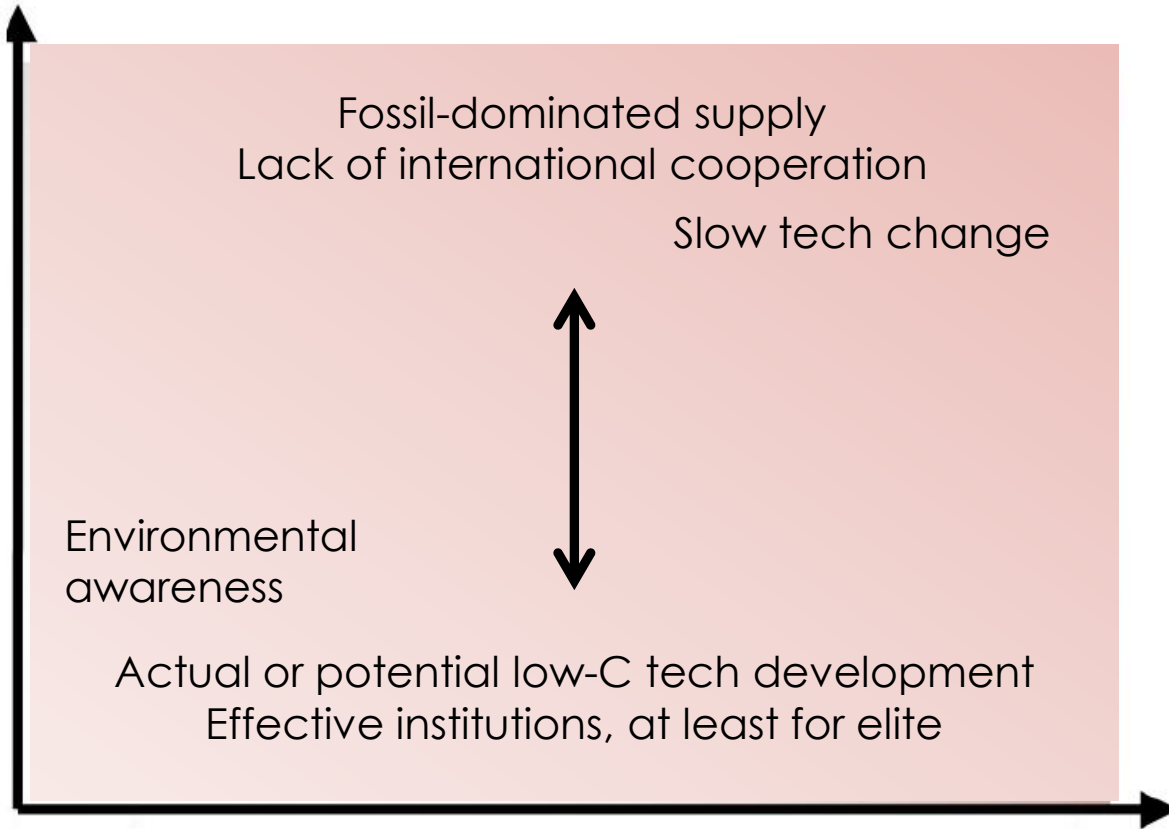 Fossil-dominated supply
Lack of international cooperation
Slow tech change
Environmental
awareness
Actual or potential low-C tech development
Effective institutions, at least for elite